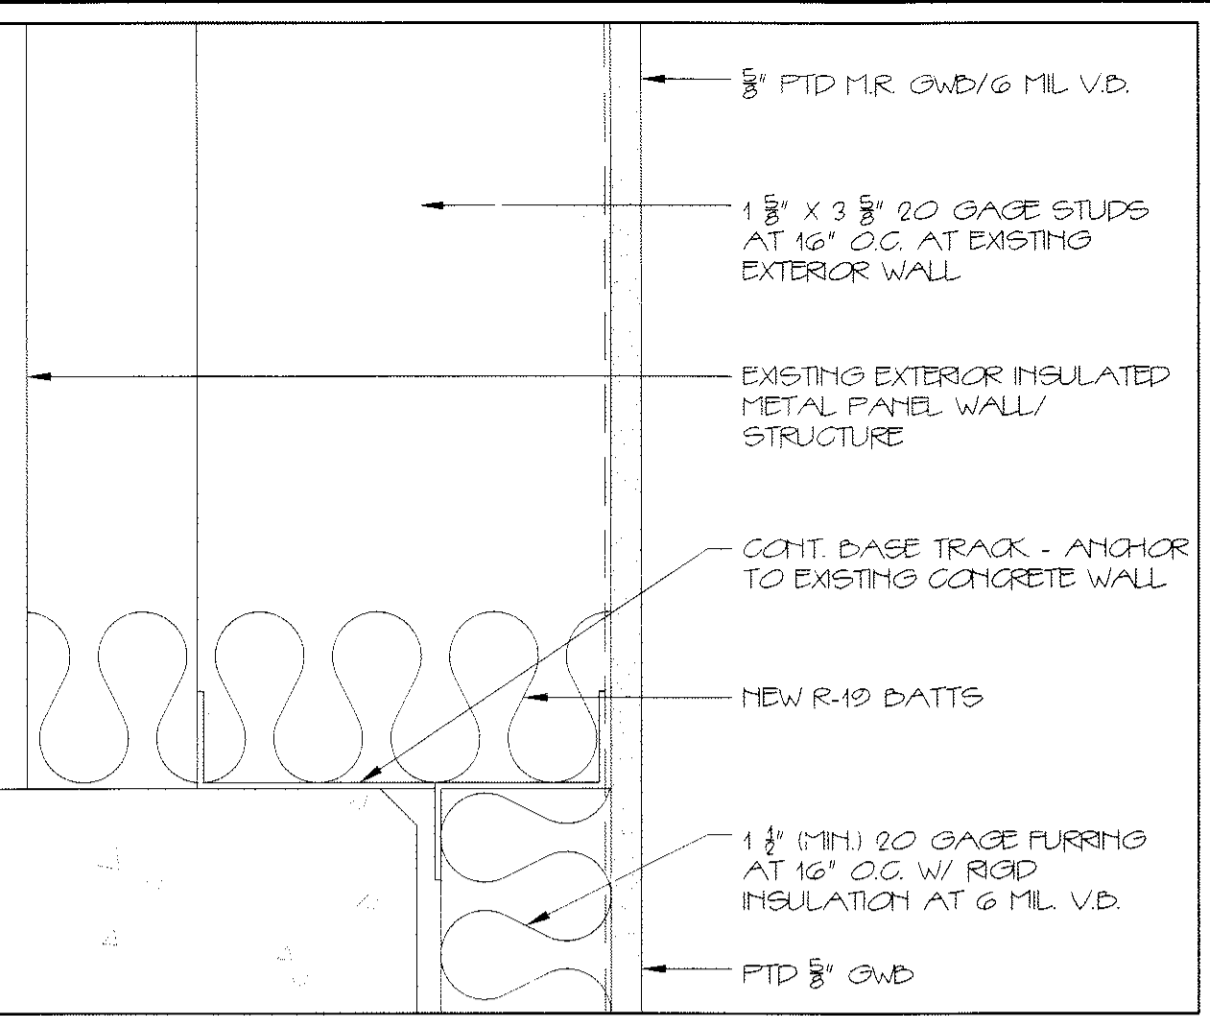 5/8" PTD M.R. GWB/6 MIL V.B.
1 5/8" X 3 5/8" 20 GAGE STUDS
AT 16" O.C. AT EXISTING
EXTERIOR WALL
EXISTING EXTERIOR INSULATED
METAL PANEL WALL/
STRUCTURE
CONT. BASE TRACK - ANCHOR
TO EXISTING CONCRETE WALL
NEW R-19 BATTS
1 1/2" (MIN.) 20 GAGE FURRING
AT 16" O.C. W/ RIGID
INSULATION AT 6 MIL. V.B.
PTD 5/8" GWB